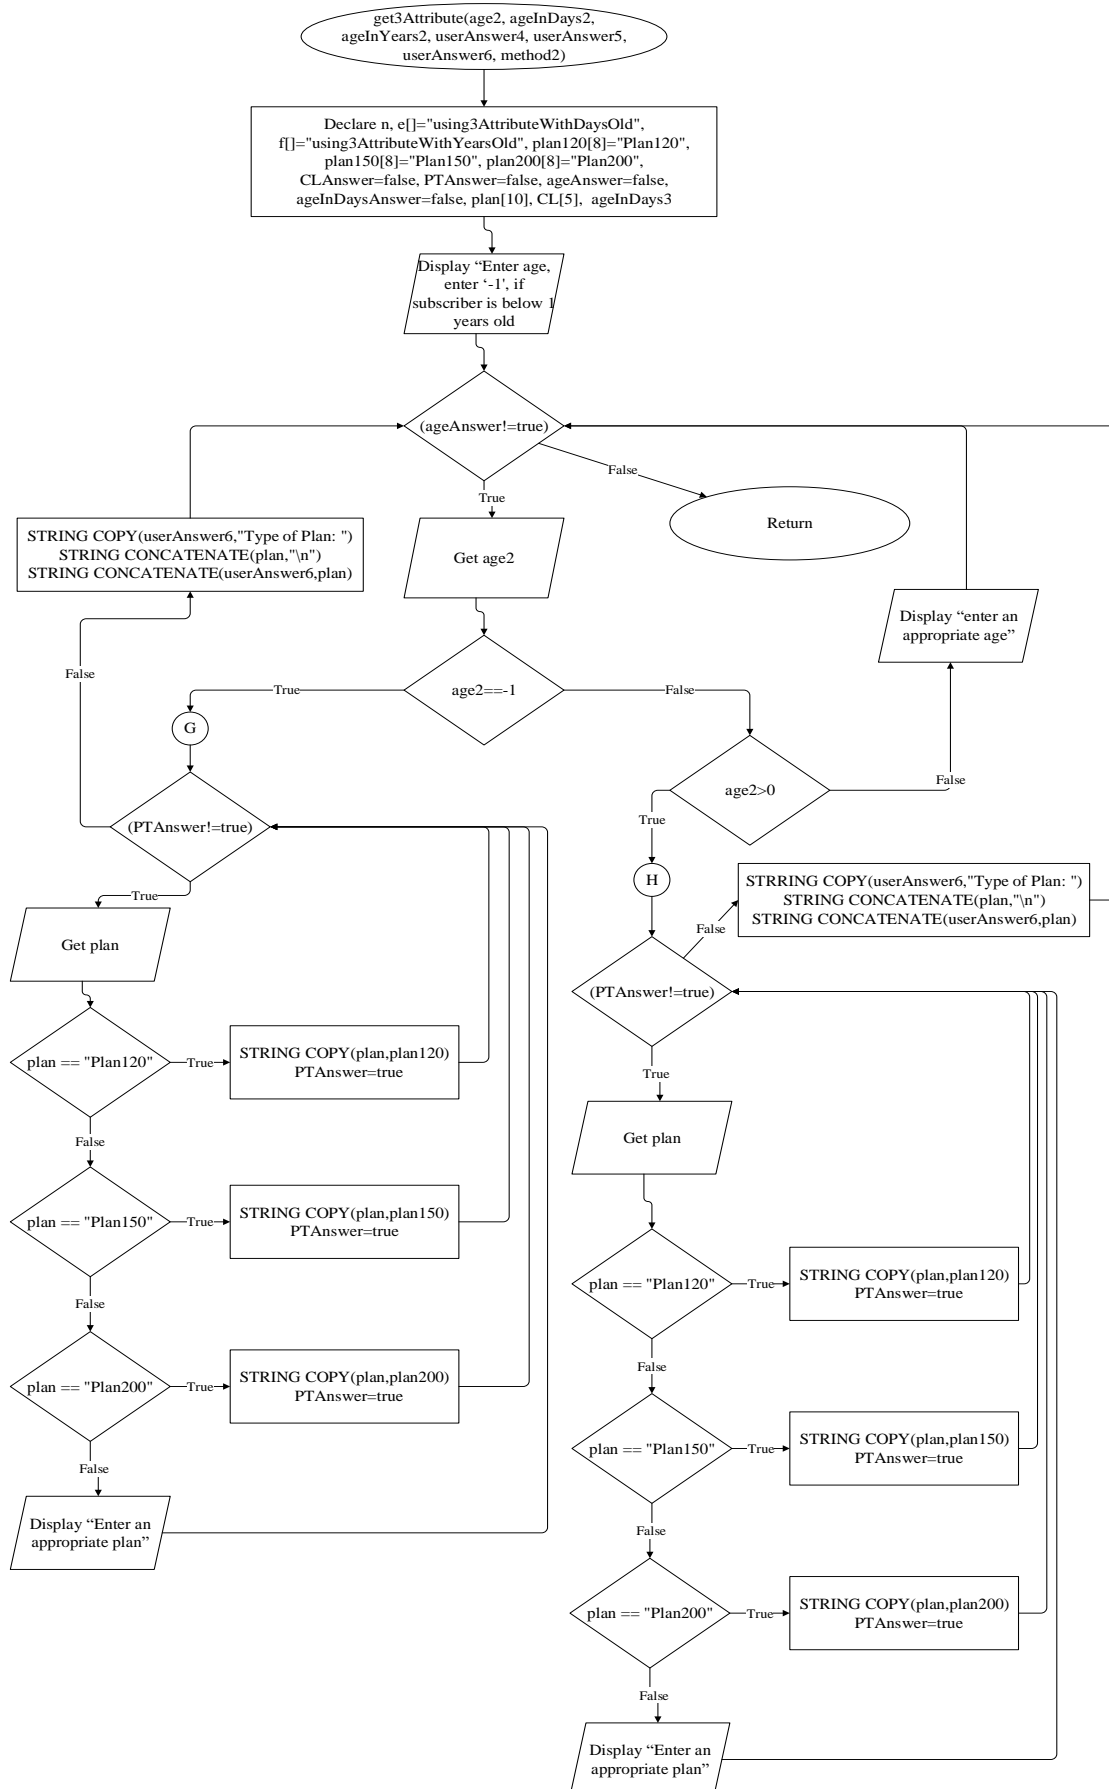 get3Attribute(age2, ageInDays2,
ageInYears2, userAnswer4, userAnswer5,
userAnswer6, method2)
Declare n, e[]="using3AttributeWithDaysOld",
f[]="using3AttributeWithYearsOld", plan120[8]="Plan120",
plan150[8]="Plan150", plan200[8]="Plan200",
CLAnswer=false, PTAnswer=false, ageAnswer=false,
ageInDaysAnswer=false, plan[10], CL[5],  ageInDays3
Display “Enter age,
enter ‘-1', if
subscriber is below 1
years old
(ageAnswer!=true)
False
True
Return
STRING COPY(userAnswer6,"Type of Plan: ")
STRING CONCATENATE(plan,"\n")
STRING CONCATENATE(userAnswer6,plan)
Get age2
Display “enter an
appropriate age”
False
True
age2==-1
False
G
age2>0
False
(PTAnswer!=true)
True
H
STRRING COPY(userAnswer6,"Type of Plan: ")
STRING CONCATENATE(plan,"\n")
STRING CONCATENATE(userAnswer6,plan)
True
False
Get plan
(PTAnswer!=true)
plan == "Plan120"
True
STRING COPY(plan,plan120)
PTAnswer=true
True
False
Get plan
plan == "Plan150"
True
STRING COPY(plan,plan150)
PTAnswer=true
plan == "Plan120"
True
STRING COPY(plan,plan120)
PTAnswer=true
False
False
plan == "Plan200"
True
STRING COPY(plan,plan200)
PTAnswer=true
plan == "Plan150"
True
STRING COPY(plan,plan150)
PTAnswer=true
False
Display “Enter an
appropriate plan”
False
plan == "Plan200"
True
STRING COPY(plan,plan200)
PTAnswer=true
False
Display “Enter an
appropriate plan”